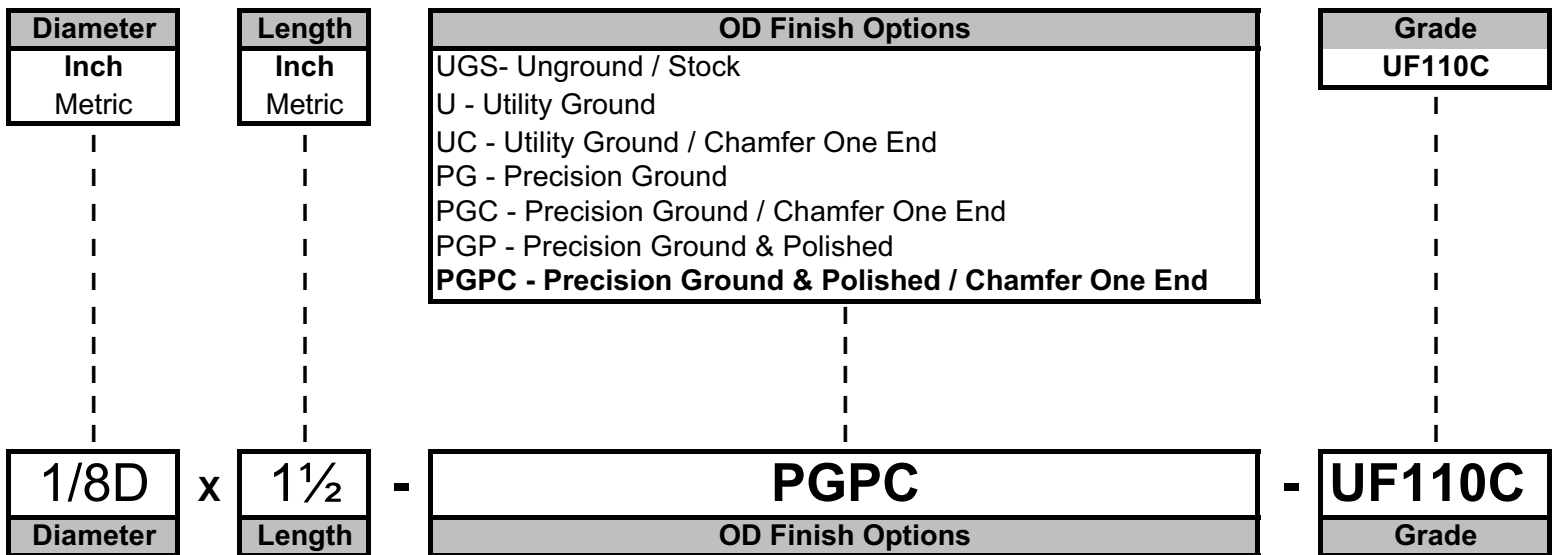 Diameter Length OD Finish Options Grade
Inch Inch UGS- Unground / Stock UF110C
Metric Metric U - Utility Ground
UC - Utility Ground / Chamfer One End
PG - Precision Ground
PGC - Precision Ground / Chamfer One End
PGP - Precision Ground & Polished
PGPC - Precision Ground & Polished / Chamfer One End
1/8D x 1½ - PGPC - UF110C
Diameter Length OD Finish Options Grade